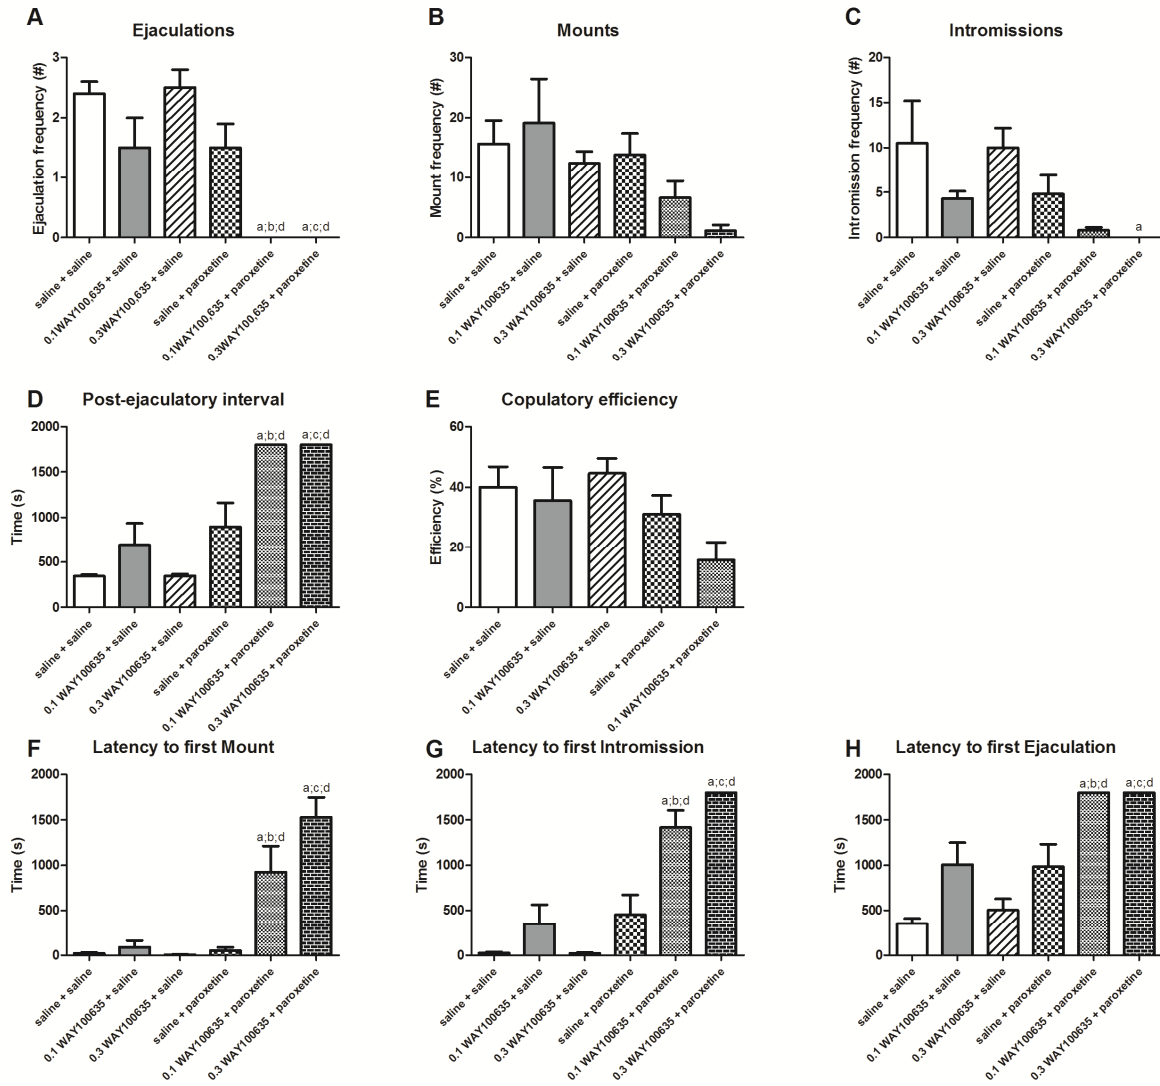 A
Ejaculations
Ejaculation frequency (#)
3
2
1
0
a;b;d
a;c;d
saline + saline
0.1WAY100,635 + saline
0.3WAY100,635 + saline
saline + paroxetine
0.1WAY100,635 + paroxetine
0.3WAY100,635 + paroxetine
B
Mounts
Mount frequency (#)
30
20
10
0
saline + saline
0.1 WAY100635 + saline
0.3 WAY100635 + saline
saline + paroxetine
0.1 WAY100635 + paroxetine
0.3 WAY100635 + paroxetine
C
Intromissions
Intromission frequency (#)
20
15
10
5
0
a
saline + saline
0.1 WAY100635 + saline
0.3 WAY100635 + saline
saline + paroxetine
0.1 WAY100635 + paroxetine
0.3 WAY100635 + paroxetine
D
Post-ejaculatory interval
Time (s)
2000
1500
1000
500
0
a;b;d
a;c;d
saline + saline
0.1 WAY100635 + saline
0.3 WAY100635 + saline
saline + paroxetine
0.1 WAY100635 + paroxetine
0.3 WAY100635 + paroxetine
E
Copulatory efficiency
Efficiency (%)
60
40
20
0
saline + saline
0.1 WAY100635 + saline
0.3 WAY100635 + saline
saline + paroxetine
0.1 WAY100635 + paroxetine
F
Latency to first Mount
Time (s)
2000
1500
1000
500
0
a;b;d
a;c;d
saline + saline
0.1 WAY100635 + saline
0.3 WAY100635 + saline
saline + paroxetine
0.1 WAY100635 + paroxetine
0.3 WAY100635 + paroxetine
G
Latency to first Intromission
Time (s)
2000
1500
1000
500
0
a;b;d
a;c;d
saline + saline
0.1 WAY100635 + saline
0.3 WAY100635 + saline
saline + paroxetine
0.1 WAY100635 + paroxetine
0.3 WAY100635 + paroxetine
H
Latency to first Ejaculation
Time (s)
2000
1500
1000
500
0
a;b;d
a;c;d
saline + saline
0.1 WAY100635 + saline
0.3 WAY100635 + saline
saline + paroxetine
0.1 WAY100635 + paroxetine
0.3 WAY100635 + paroxetine